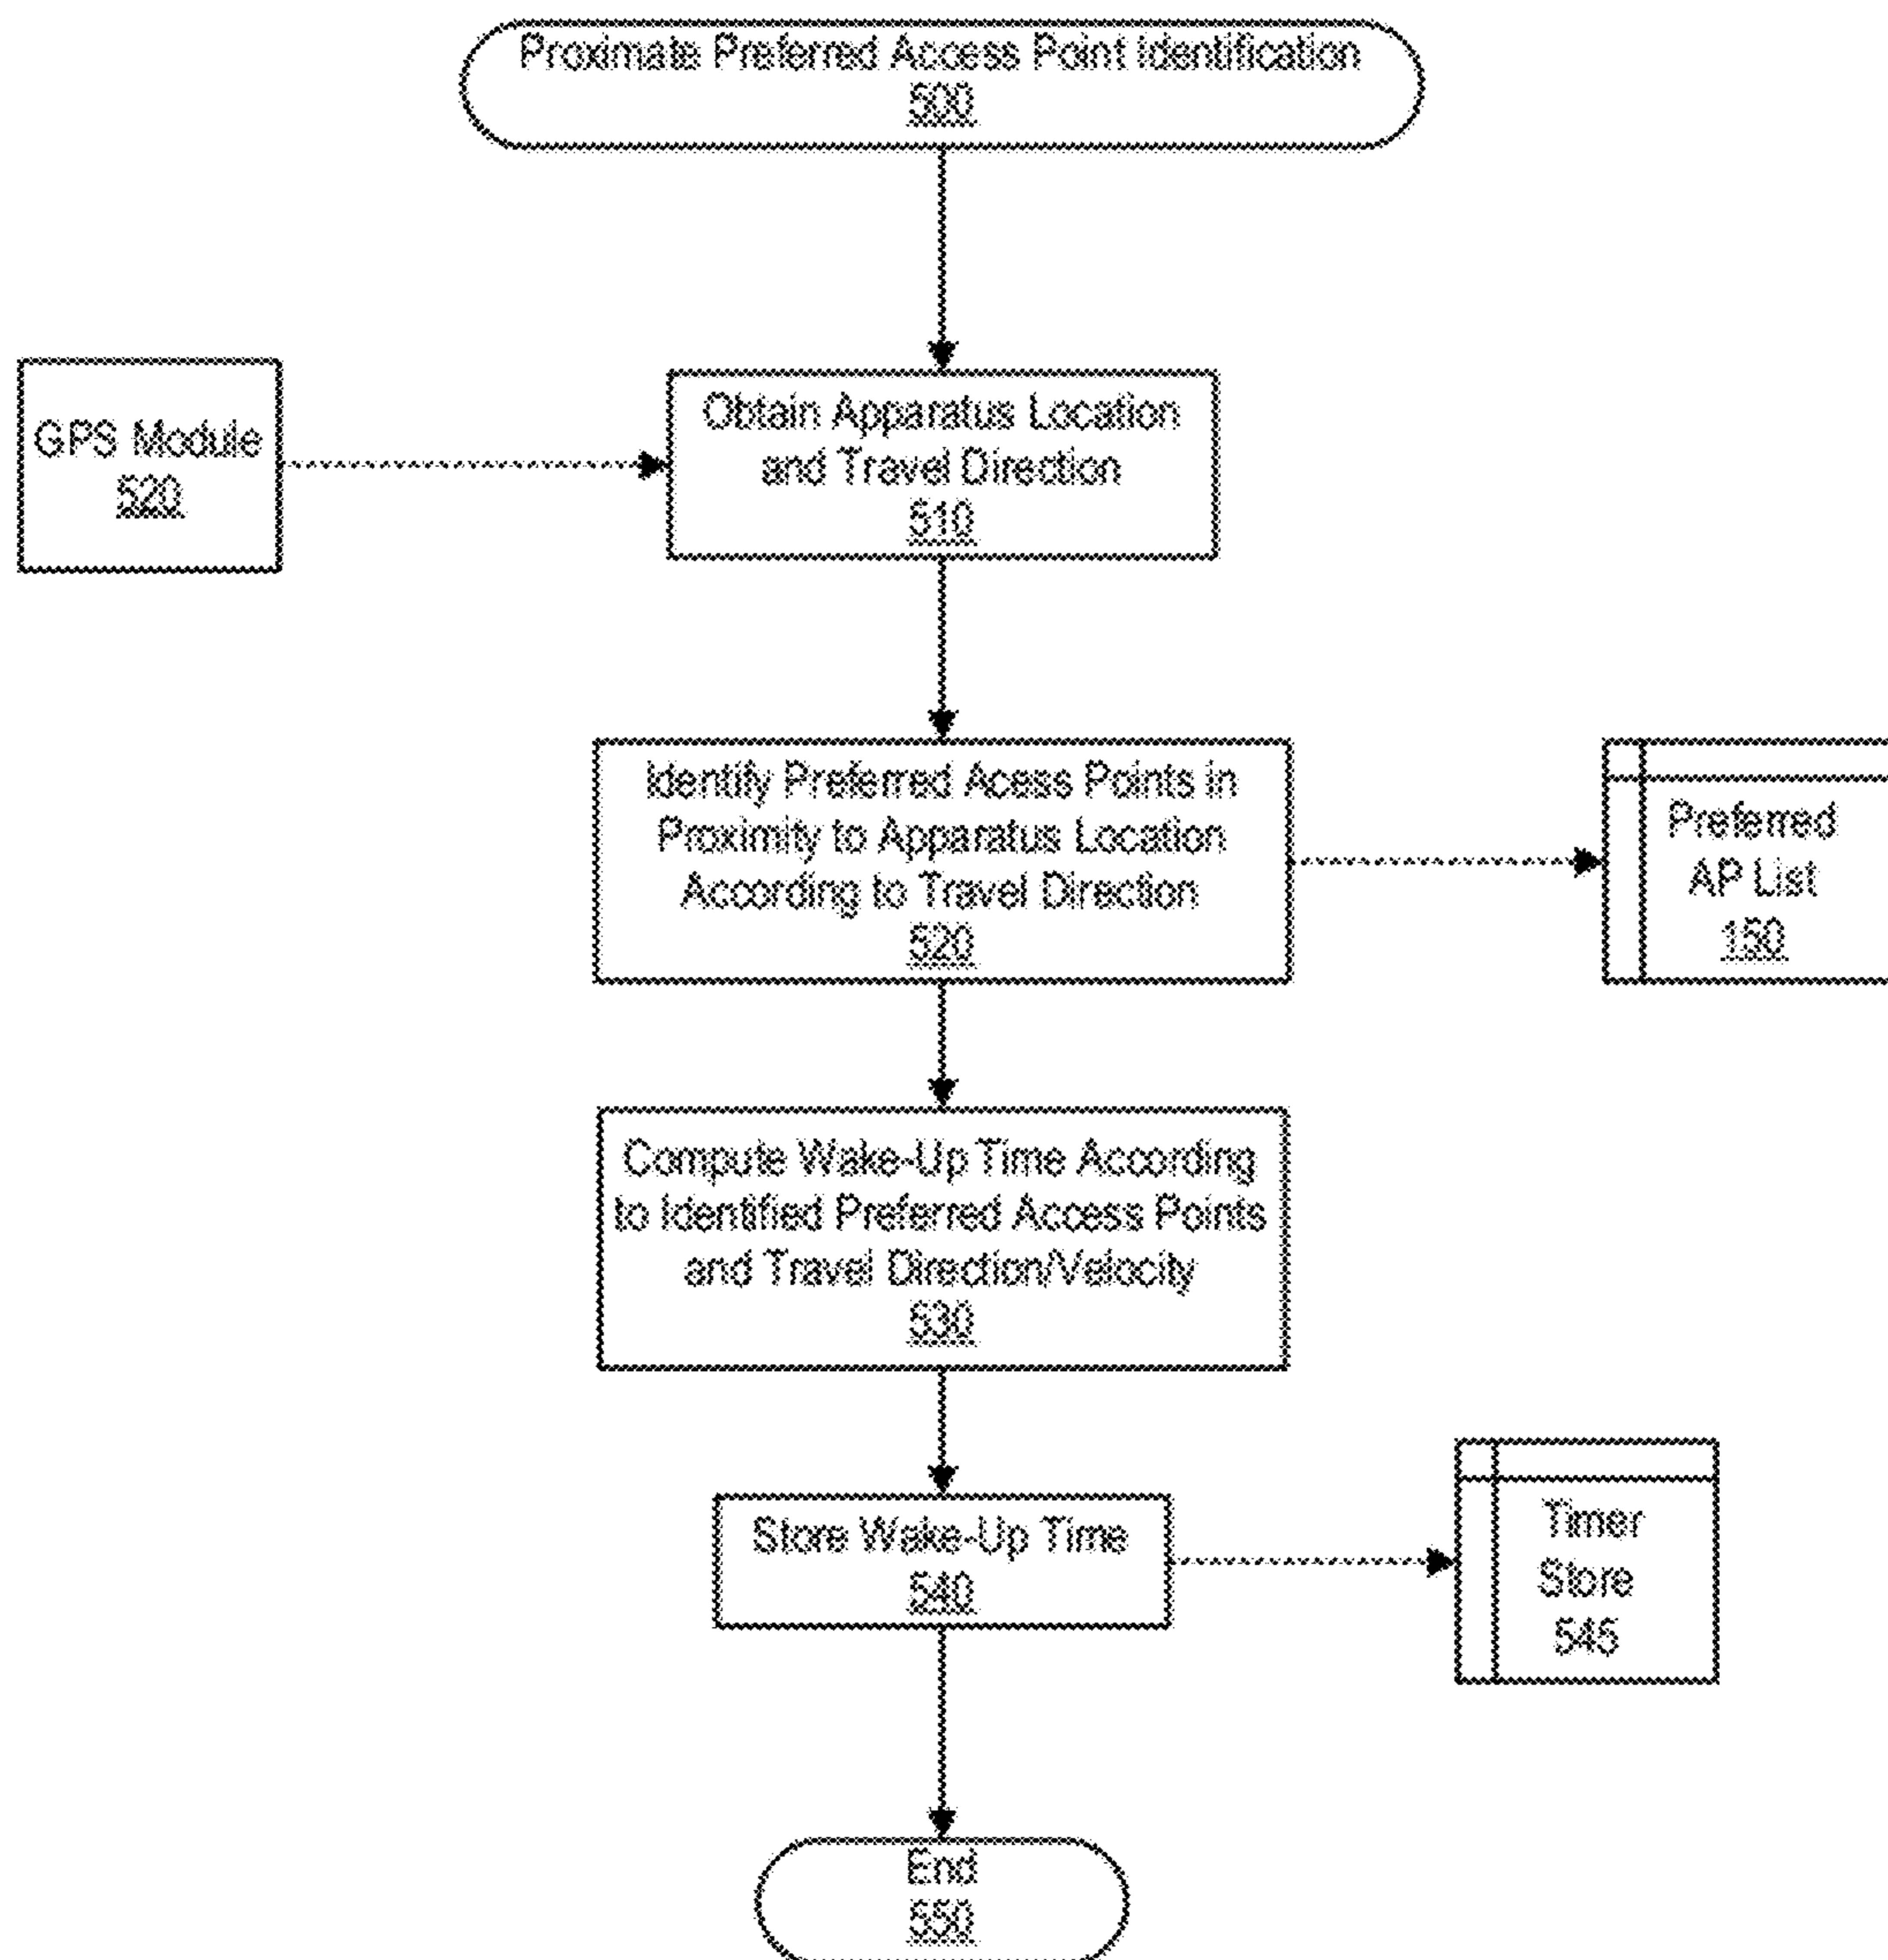 Proximate Preferred Access Point Identification
500
GPS Module
520
Obtain Apparatus Location
and Travel Direction
510
Identify Preferred Acess Points in
Proximity to Apparatus Location
According to Travel Direction
520
Preferred
AP List
150
Compute Wake-Up Time According
to Identified Preferred Access Points
and Travel Direction/Velocity
530
Store Wake-Up Time
540
Timer
Store
545
End
550